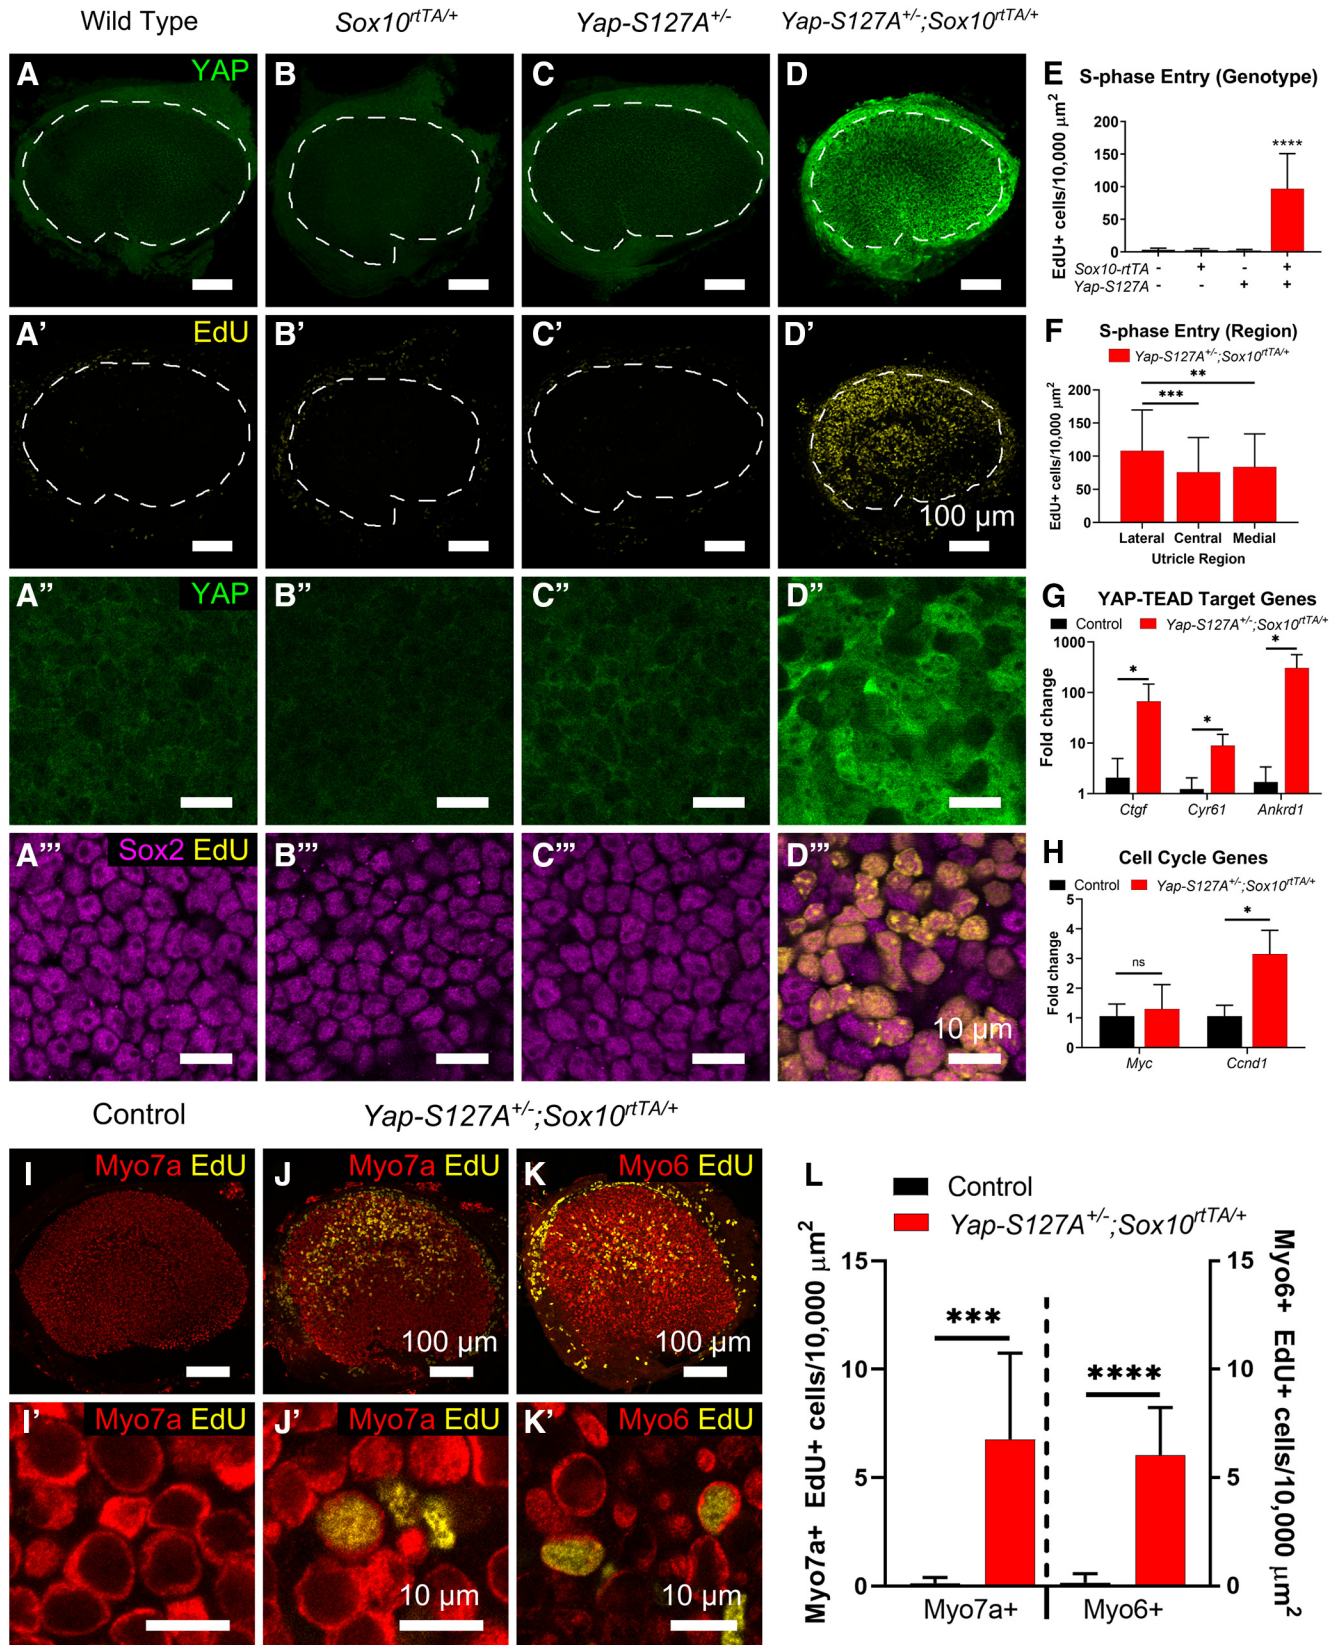 Wild Type
Sox10rtTA/+
Yap-S127A+/-
Yap-S127A+/-;Sox10rtTA/+
A
YAP
B
C
D
E
S-phase Entry (Genotype)
EdU+ cells/10,000 μm2
200
150
100
50
0
****
Sox10-rtTA - + - +
Yap-S127A - - + +
A'
EdU
B'
C'
D'
100 μm
F
S-phase Entry (Region)
Yap-S127A+/-;Sox10rtTA/+
EdU+ cells/10,000 μm2
200
150
100
50
0
**
***
Lateral Central Medial
Utricle Region
A''
YAP
B''
C''
D''
G
YAP-TEAD Target Genes
Control Yap-S127A+/-;Sox10rtTA/+
Fold change
1000
100
10
1
*
*
*
Ctgf Cyr61 Ankrd1
A'''
Sox2 EdU
B'''
C'''
D'''
10 μm
H
Cell Cycle Genes
Control Yap-S127A+/-;Sox10rtTA/+
Fold change
5
4
3
2
1
0
ns
*
Myc Ccnd1
Control
Yap-S127A+/-;Sox10rtTA/+
I
Myo7a EdU
J
Myo7a EdU
100 μm
K
Myo6 EdU
100 μm
I'
Myo7a EdU
J'
Myo7a EdU
10 μm
K'
Myo6 EdU
10 μm
L
Control
Yap-S127A+/-;Sox10rtTA/+
Myo7a+ EdU+ cells/10,000 μm2
15
10
5
0
***
****
15
10
5
0
Myo6+ EdU+ cells/10,000 μm2
Myo7a+ Myo6+